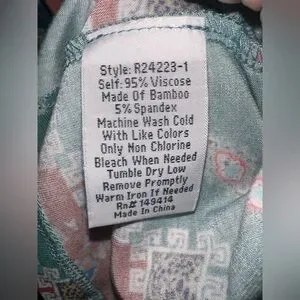 Style: R24223-1
Self: 95% Viscose
Made Of Bamboo
5% Spandex
Machine Wash Cold
With Like Colors
Only Non Chlorine
Bleach When Needed
Tumble Dry Low
Remove Promptly
Warm Iron If Needed
Rn# 149414
Made In China